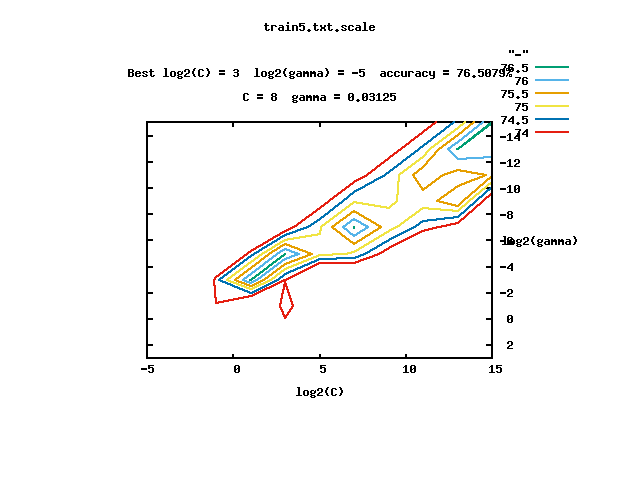 train5.txt.scale
"-"
Best log2(C) = 3  log2(gamma) = -5  accuracy = 76.5079%
76.5
76
C = 8  gamma = 0.03125
75.5
75
74.5
74
-14
-12
-10
-8
-6
log2(gamma)
-4
-2
0
2
-5 0 5 10 15
log2(C)